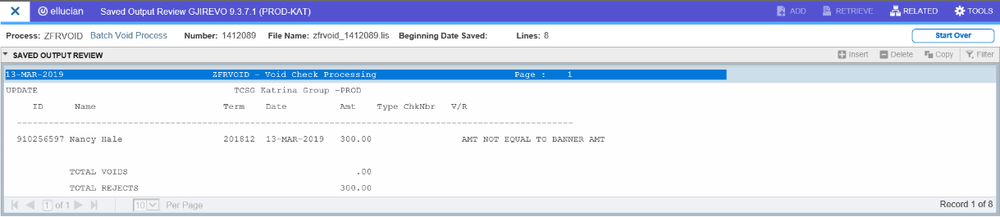 ✕ ellucian Saved Output Review GJIREVO 9.3.7.1 (PROD-KAT) ADD RETRIEVE RELATED TOOLS
Process: ZFRVOID Batch Void Process Number: 1412089 File Name: zfrvoid_1412089.lis Beginning Date Saved: Lines: 8 Start Over
SAVED OUTPUT REVIEW Insert Delete Copy Filter
13-MAR-2019 ZFRVOID - Void Check Processing Page : 1
UPDATE TCSG Katrina Group -PROD
ID Name Term Date Amt Type ChkNbr V/R
--------------------------------------------------------------------------------------------------------
910256597 Nancy Hale 201812 13-MAR-2019 300.00 AMT NOT EQUAL TO BANNER AMT
TOTAL VOIDS .00
TOTAL REJECTS 300.00
1 of 1 10 Per Page Record 1 of 8